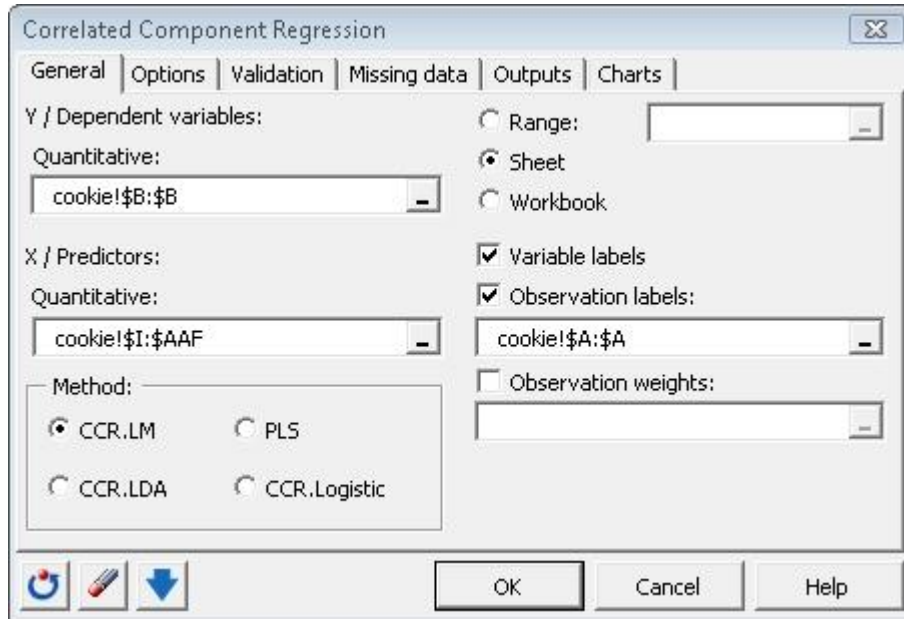 Correlated Component Regression
General Options Validation Missing data Outputs Charts
Y / Dependent variables:
Quantitative:
cookie!$B:$B
X / Predictors:
Quantitative:
cookie!$I:$AAF
Method:
CCR.LM PLS
CCR.LDA CCR.Logistic
Range:
Sheet
Workbook
Variable labels
Observation labels:
cookie!$A:$A
Observation weights:
OK Cancel Help